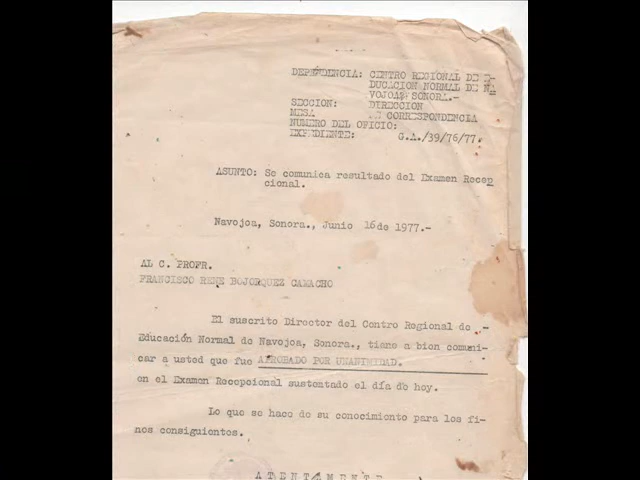 DEPENDENCIA: CENTRO REGIONAL DE E-
DUCACION NORMAL DE NA
VOJOA, SONORA.-
SECCION: DIRECCION
MESA DE CORRESPONDENCIA
NUMERO DEL OFICIO:
EXPEDIENTE: G.A./39/76/77.
ASUNTO: Se comunica resultado del Examen Recep
cional.
Navojoa, Sonora., Junio 16 de 1977.-
AL C. PROFR.
FRANCISCO RENE BOJORQUEZ CAMACHO
El suscrito Director del Centro Regional de .-
Educación Normal de Navojoa, Sonora., tiene a bien comuni-
car a usted que fue APROBADO POR UNANIMIDAD.
en el Examen Recepcional sustentado el día de hoy.
Lo que se hace de su conocimiento para los fi-
nes consiguientes.
A T E N T A M E N T E